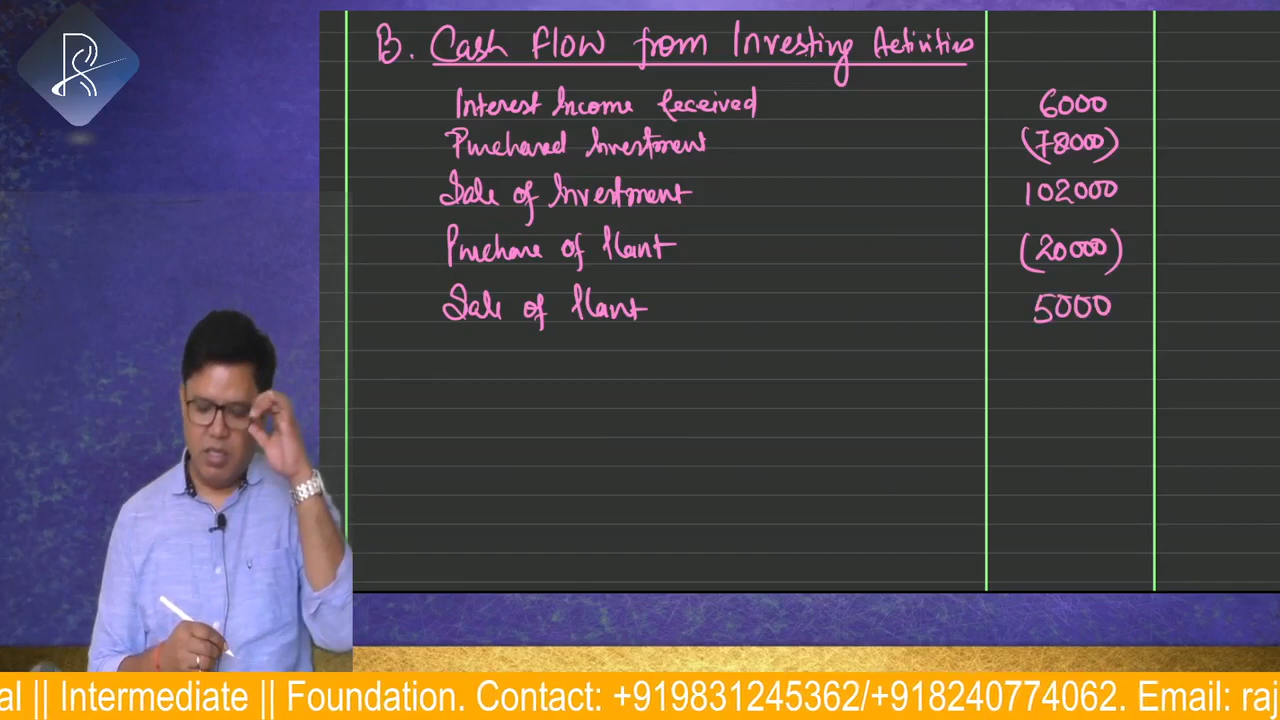 B. Cash Flow from Investing Activities
Interest Income Received 6000
Purchased Investment (78000)
Sale of Investment 102000
Purchase of Plant (20000)
Sale of Plant 5000
al || Intermediate || Foundation. Contact: +919831245362/+918240774062. Email: raj